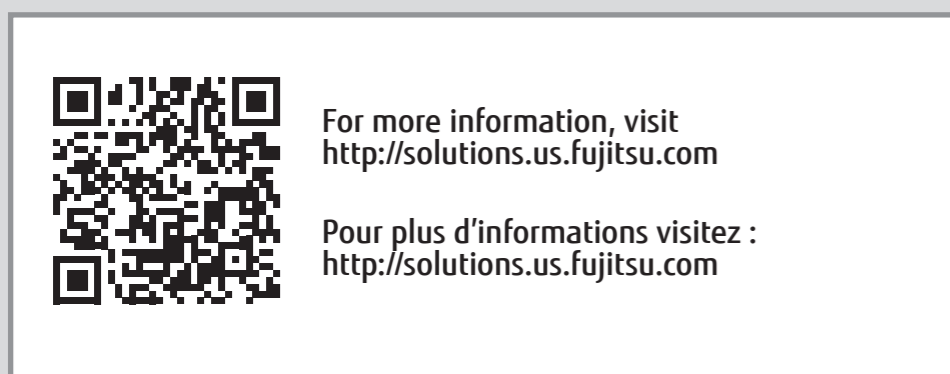 For more information, visit
http://solutions.us.fujitsu.com
Pour plus d’informations visitez :
http://solutions.us.fujitsu.com